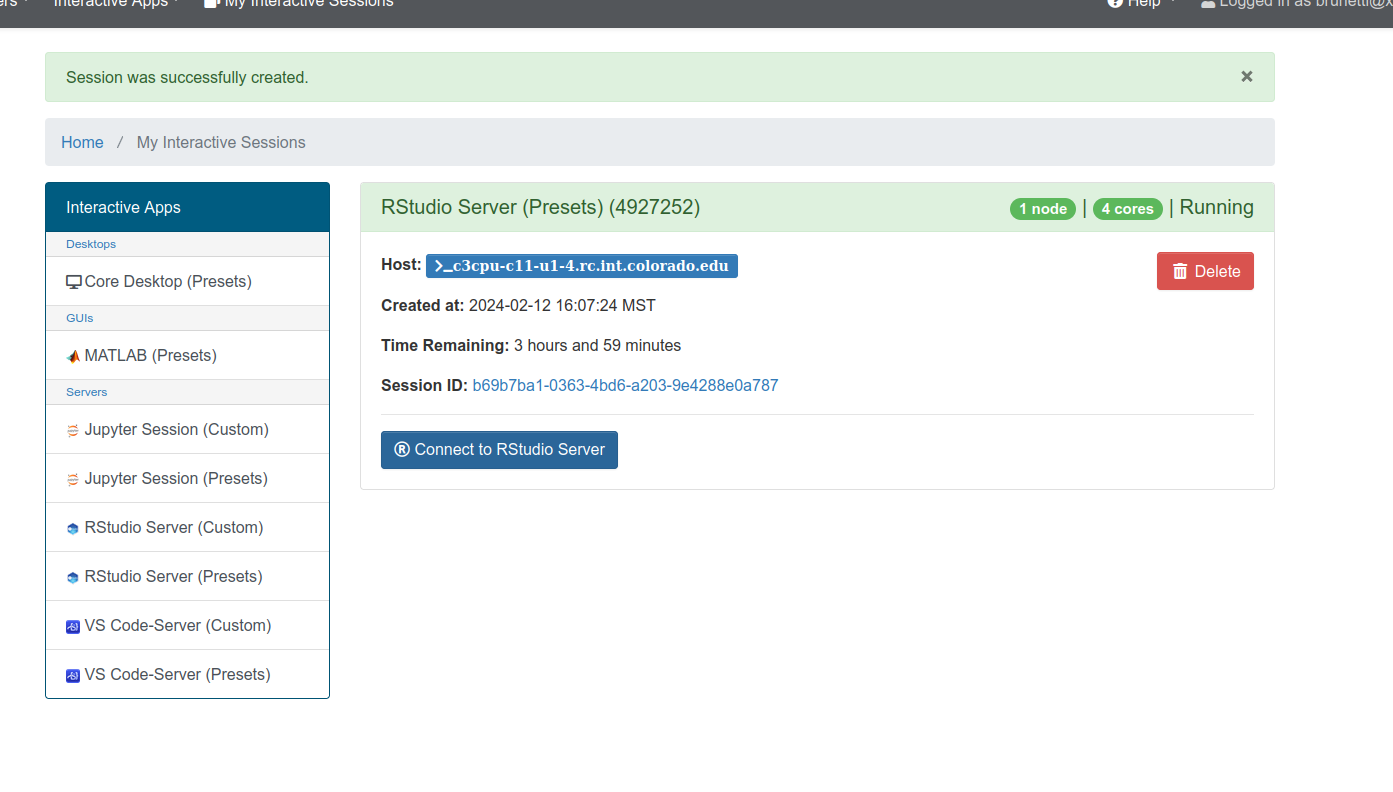 Interactive Apps My Interactive Sessions Help Logged in as brunetti@x
Session was successfully created. ×
Home / My Interactive Sessions
Interactive Apps
Desktops
Core Desktop (Presets)
GUIs
MATLAB (Presets)
Servers
Jupyter Session (Custom)
Jupyter Session (Presets)
RStudio Server (Custom)
RStudio Server (Presets)
VS Code-Server (Custom)
VS Code-Server (Presets)
RStudio Server (Presets) (4927252) 1 node | 4 cores | Running
Host: >_c3cpu-c11-u1-4.rc.int.colorado.edu
Delete
Created at: 2024-02-12 16:07:24 MST
Time Remaining: 3 hours and 59 minutes
Session ID: b69b7ba1-0363-4bd6-a203-9e4288e0a787
Connect to RStudio Server